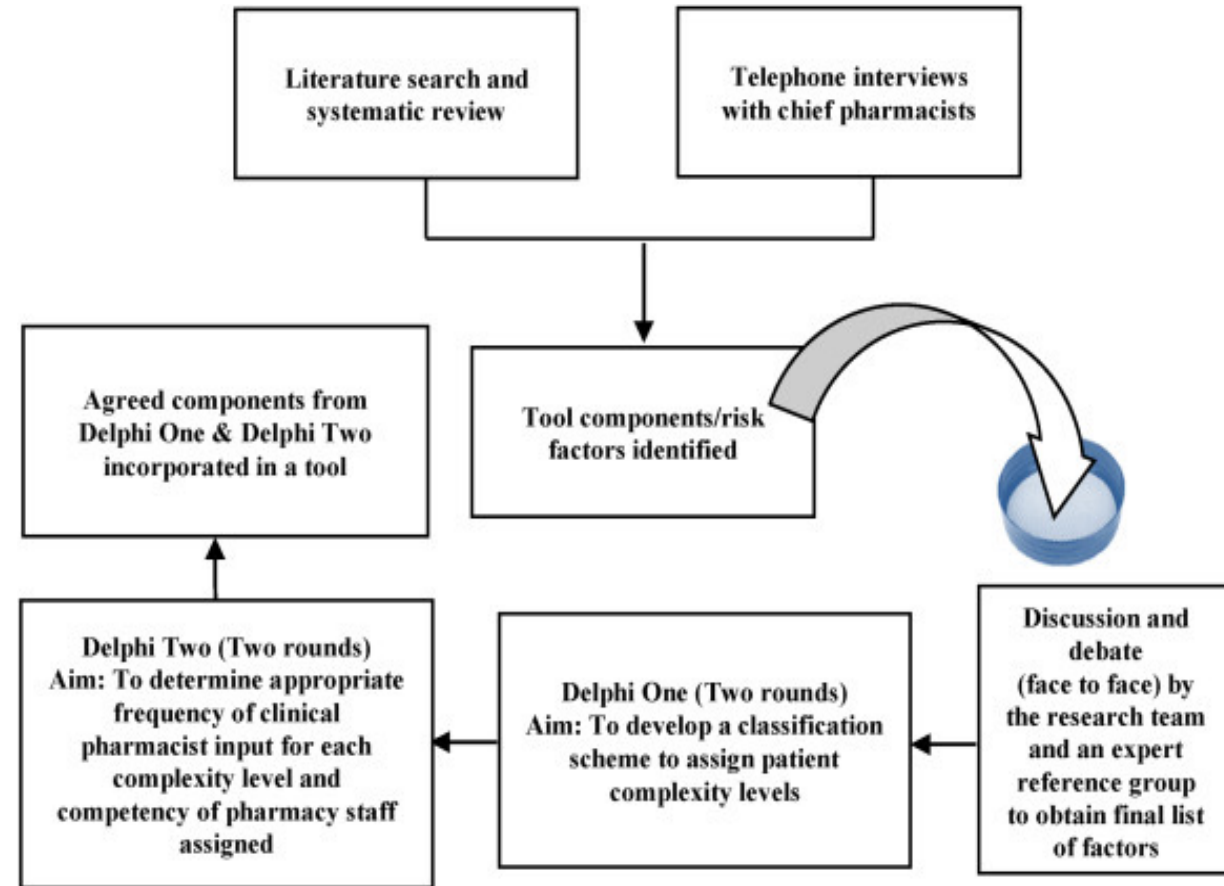 Literature search and
systematic review
Telephone interviews
with chief pharmacists
Tool components/risk
factors identified
Discussion and
debate
(face to face) by
the research team
and an expert
reference group
to obtain final list
of factors
Delphi One (Two rounds)
Aim: To develop a classification
scheme to assign patient
complexity levels
Delphi Two (Two rounds)
Aim: To determine appropriate
frequency of clinical
pharmacist input for each
complexity level and
competency of pharmacy staff
assigned
Agreed components from
Delphi One & Delphi Two
incorporated in a tool